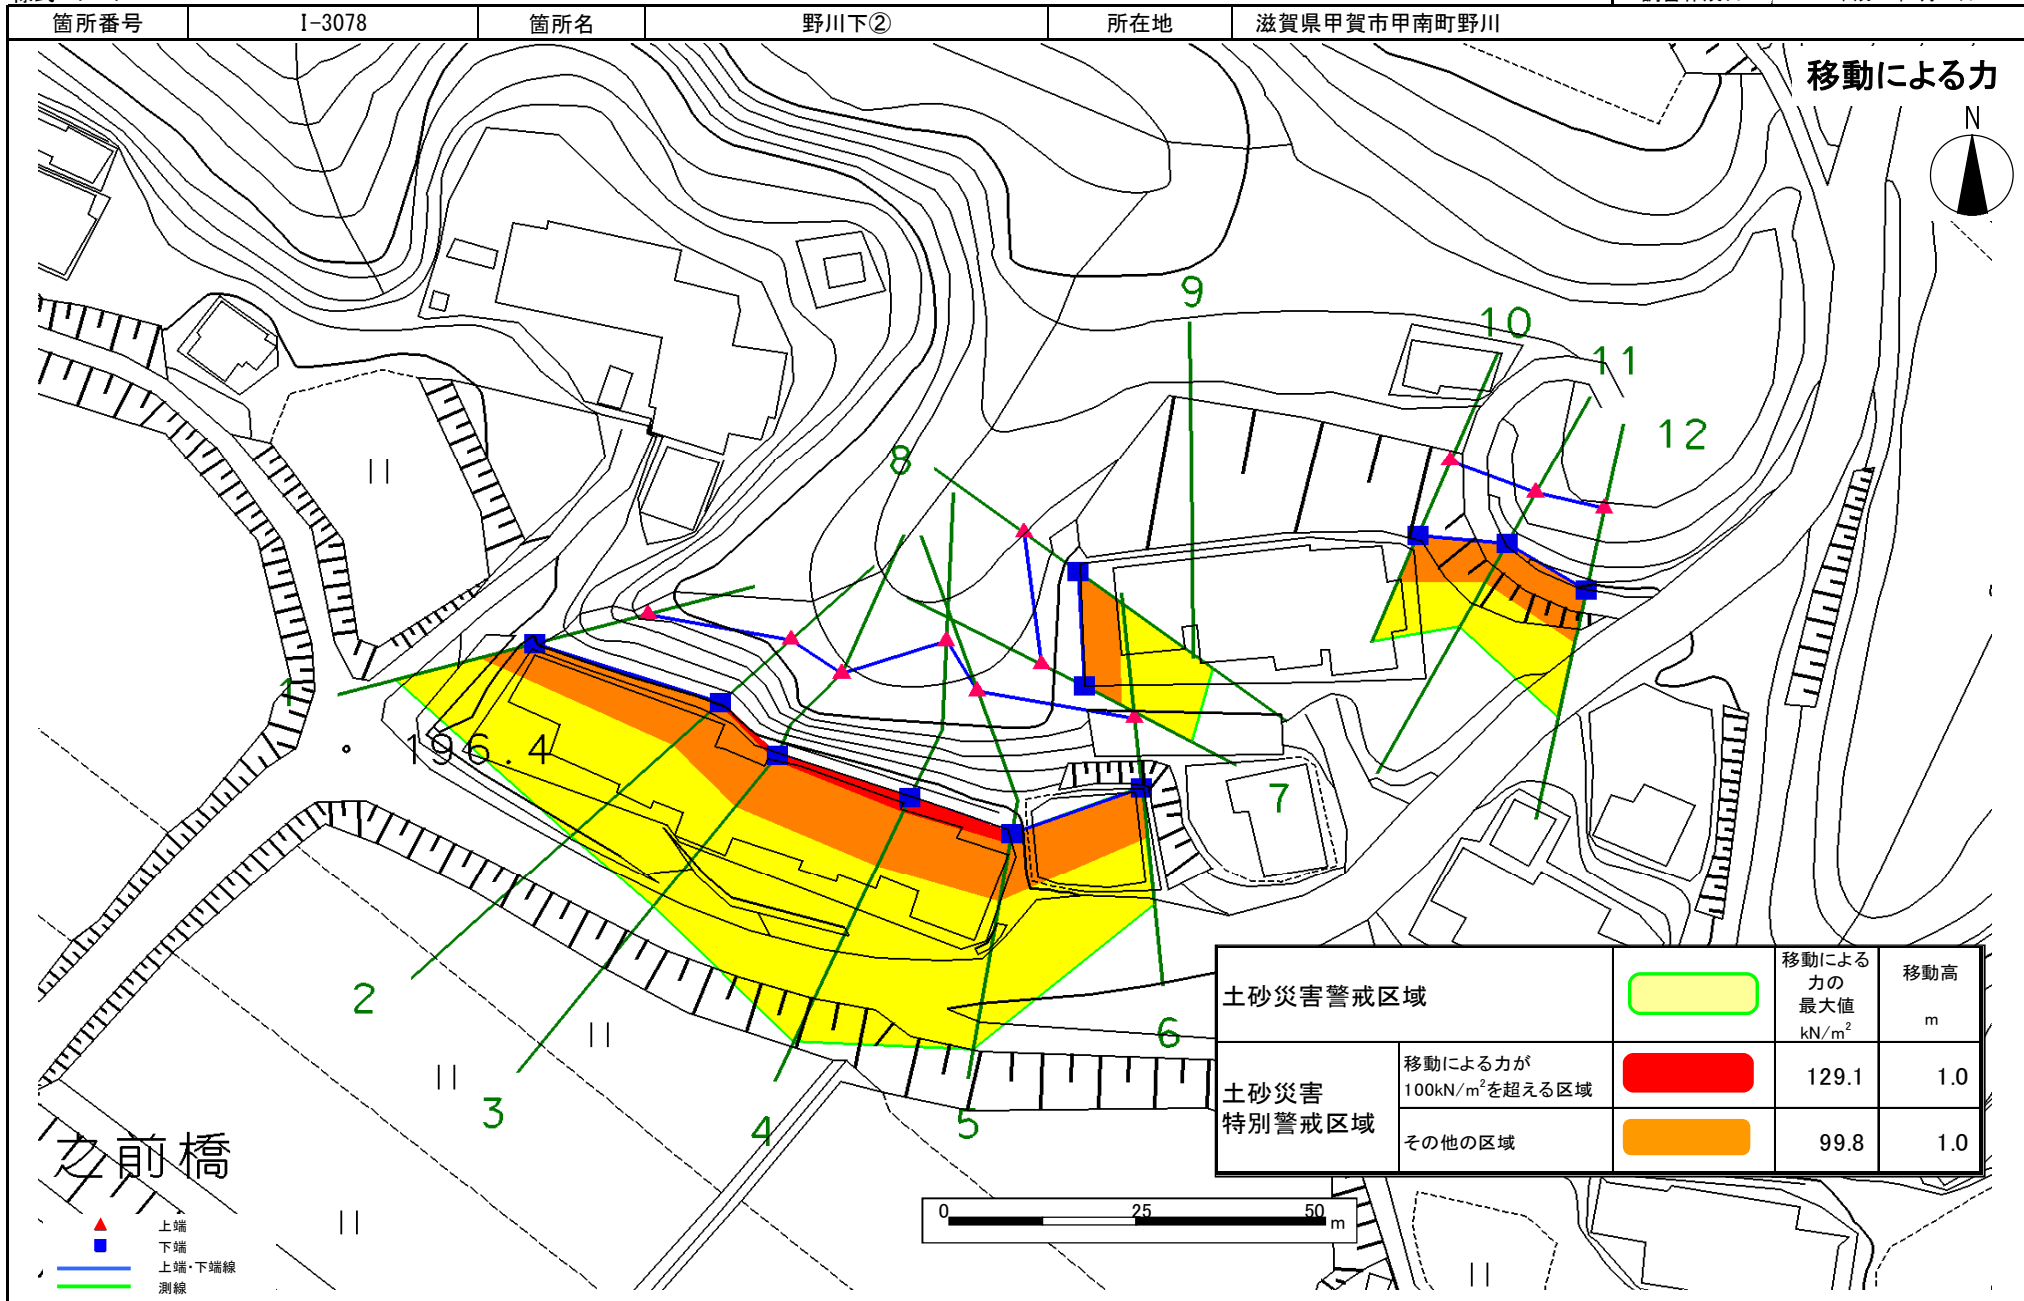 箇所番号 I-3078 箇所名 野川下② 所在地 滋賀県甲賀市甲南町野川
移動による力
N
9
10
11
12
8
1
196.4
7
2
3
4
5
6
之前橋
土砂災害警戒区域
移動による力の最大値 kN/m²
移動高 m
土砂災害特別警戒区域
移動による力が100kN/m²を超える区域 129.1 1.0
その他の区域 99.8 1.0
0 25 50 m
上端
下端
上端・下端線
測線